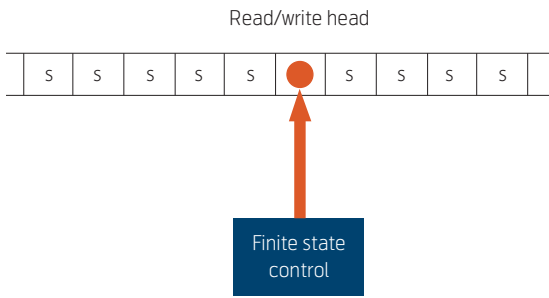 Read/write head
S S S S S S S S S
Finite state
control